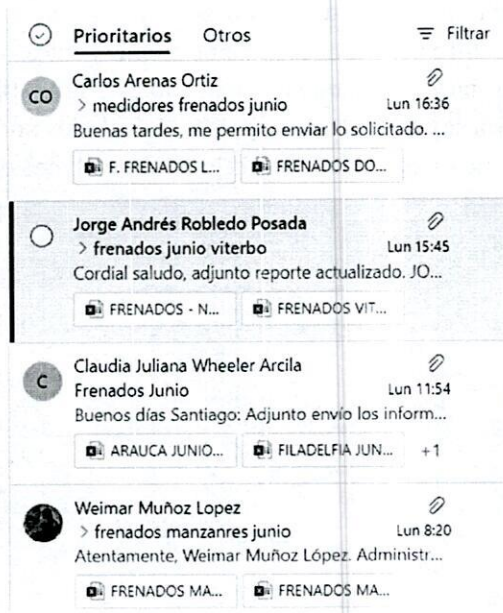 Prioritarios Otros Filtrar
CO Carlos Arenas Ortiz
> medidores frenados junio Lun 16:36
Buenas tardes, me permito enviar lo solicitado. ...
F. FRENADOS L... FRENADOS DO...
Jorge Andrés Robledo Posada
> frenados junio viterbo Lun 15:45
Cordial saludo, adjunto reporte actualizado. JO...
FRENADOS - N... FRENADOS VIT...
C Claudia Juliana Wheeler Arcila
Frenados Junio Lun 11:54
Buenos días Santiago: Adjunto envío los inform...
ARAUCA JUNIO... FILADELFIA JUN... +1
Weimar Muñoz Lopez
> frenados manzanres junio Lun 8:20
Atentamente, Weimar Muñoz López. Administr...
FRENADOS MA... FRENADOS MA...